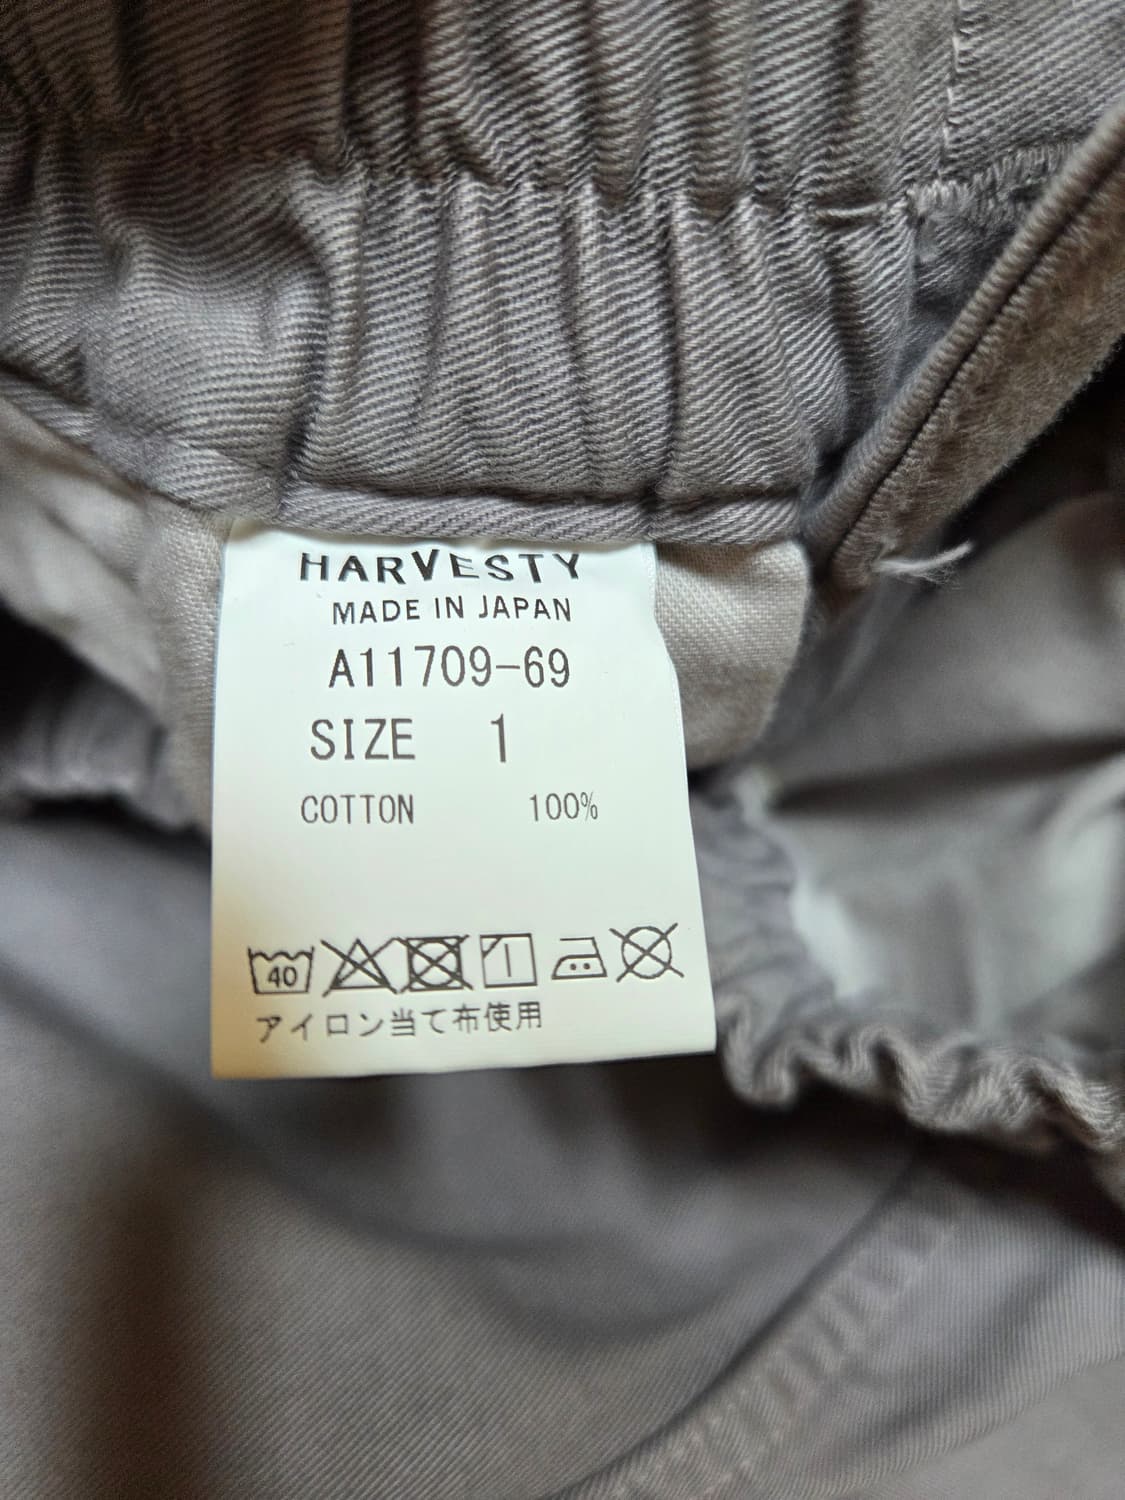 HARVESTY
MADE IN JAPAN
A11709-69
SIZE 1
COTTON 100%
40
アイロン当て布使用